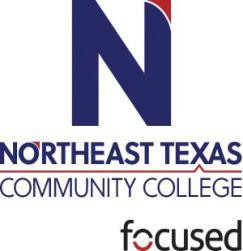 N
NORTHEAST TEXAS
COMMUNITY COLLEGE
focused